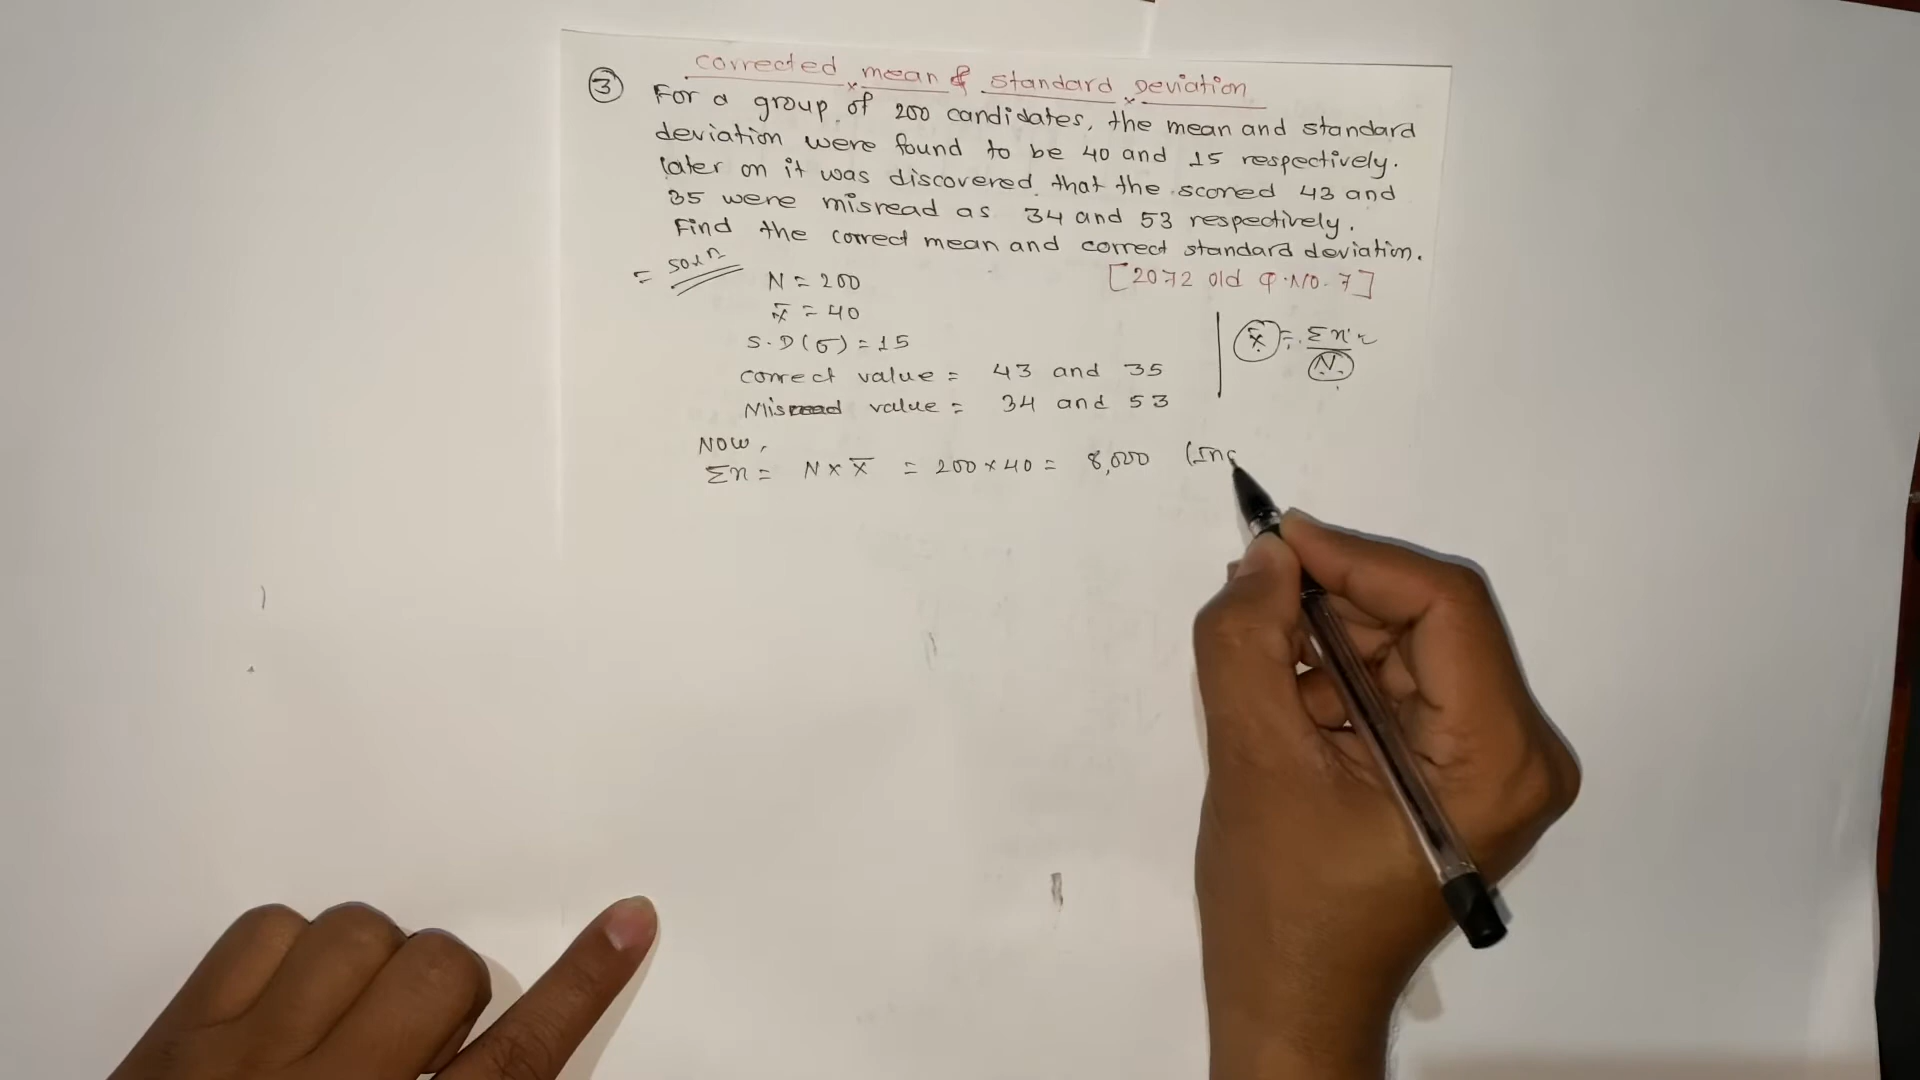 corrected mean & standard Deviation
③ For a group of 200 candidates, the mean and standard
deviation were found to be 40 and 15 respectively.
later on it was discovered that the scored 43 and
35 were misread as 34 and 53 respectively.
Find the correct mean and correct standard deviation.
[2072 old Q.NO. 7]
= solⁿ
N = 200
x̄ = 40
S.D(σ) = 15
x̄ = Σx
N
correct value = 43 and 35
Misread value = 34 and 53
NOW,
Σx = N × x̄ = 200 × 40 = 8,000 (Inc